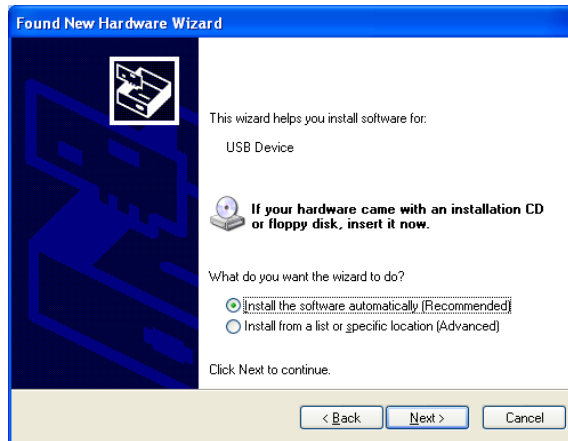 Found New Hardware Wizard
This wizard helps you install software for:
USB Device
If your hardware came with an installation CD
or floppy disk, insert it now.
What do you want the wizard to do?
Install the software automatically (Recommended)
Install from a list or specific location (Advanced)
Click Next to continue.
< Back Next > Cancel